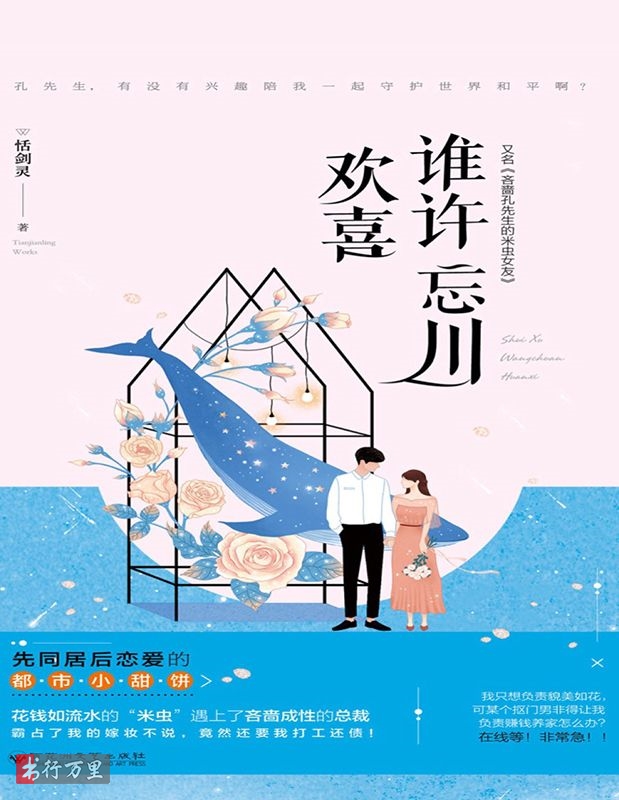 孔先生，有没有兴趣陪我一起守护世界和平啊？
谁许忘川
欢喜
又名《吝啬孔先生的米虫女友》
恬剑灵
著
Tianjianling
Works
Shui Xu
Wangchuan
Huanxi
先同居后恋爱的
都·市·小·甜·饼
花钱如流水的“米虫”遇上了吝啬成性的总裁
霸占了我的嫁妆不说，竟然还要我打工还债！
我只想负责貌美如花，
可某个抠门男非得让我
负责赚钱养家怎么办？
在线等！非常急！！
出版社
ART PRESS
书行万里